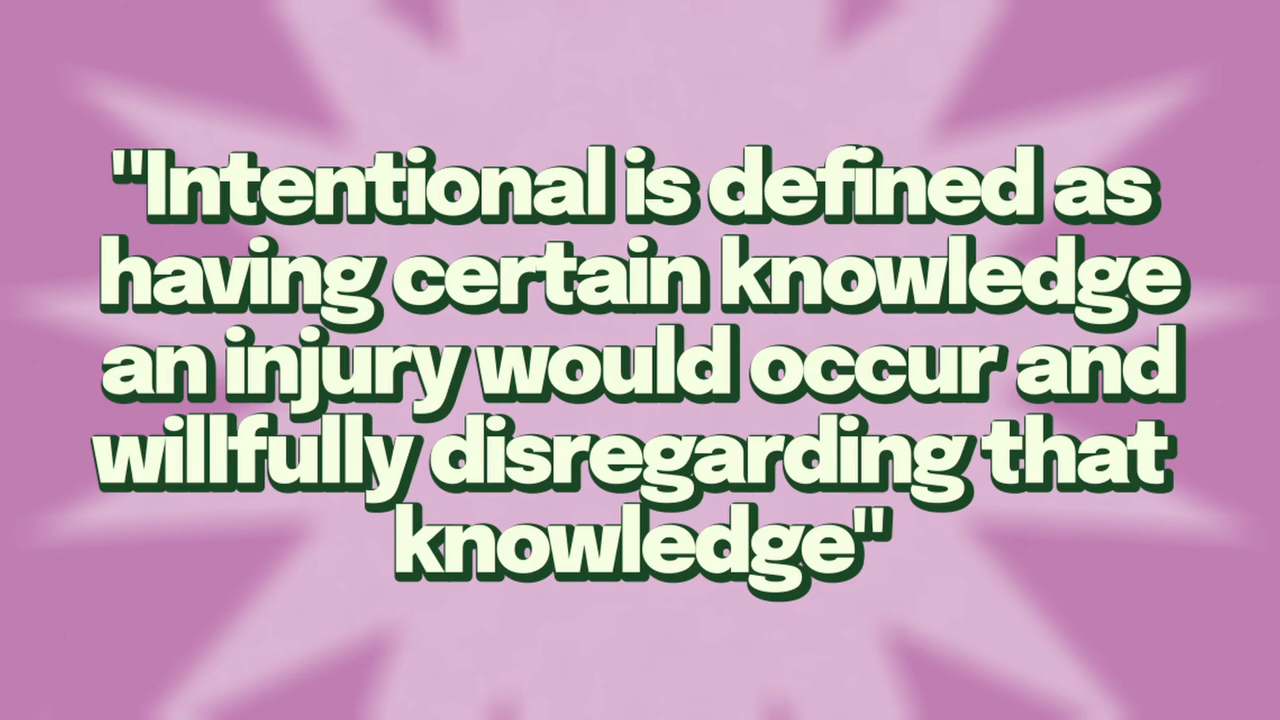 "Intentional is defined as
having certain knowledge
an injury would occur and
willfully disregarding that
knowledge"